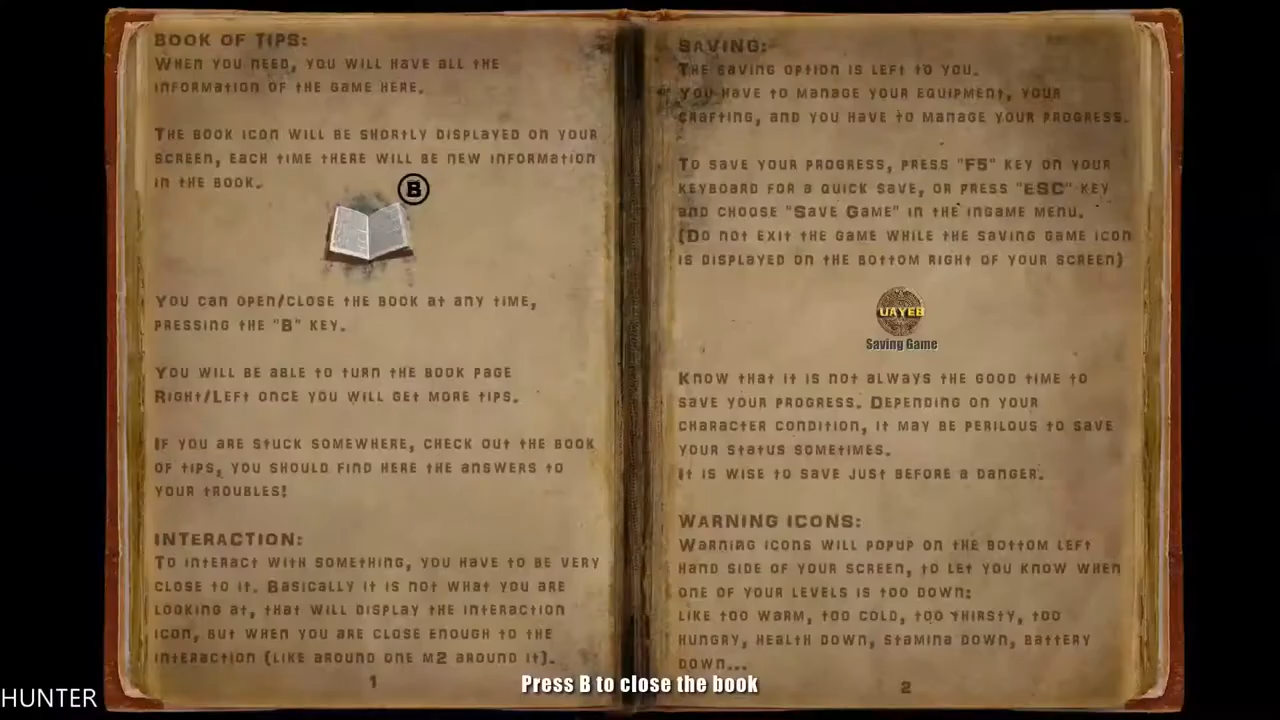 BOOK OF TIPS:
WHEN YOU NEED, YOU WILL HAVE ALL THE
INFORMATION OF THE GAME HERE.
THE BOOK ICON WILL BE SHORTLY DISPLAYED ON YOUR
SCREEN, EACH TIME THERE WILL BE NEW INFORMATION
IN THE BOOK.
B
YOU CAN OPEN/CLOSE THE BOOK AT ANY TIME,
PRESSING THE "B" KEY.
YOU WILL BE ABLE TO TURN THE BOOK PAGE
RIGHT/LEFT ONCE YOU WILL GET MORE TIPS.
IF YOU ARE STUCK SOMEWHERE, CHECK OUT THE BOOK
OF TIPS, YOU SHOULD FIND HERE THE ANSWERS TO
YOUR TROUBLES!
INTERACTION:
TO INTERACT WITH SOMETHING, YOU HAVE TO BE VERY
CLOSE TO IT. BASICALLY IT IS NOT WHAT YOU ARE
LOOKING AT, THAT WILL DISPLAY THE INTERACTION
ICON, BUT WHEN YOU ARE CLOSE ENOUGH TO THE
INTERACTION (LIKE AROUND ONE M2 AROUND IT).
1
SAVING:
THE SAVING OPTION IS LEFT TO YOU.
YOU HAVE TO MANAGE YOUR EQUIPMENT, YOUR
CRAFTING, AND YOU HAVE TO MANAGE YOUR PROGRESS.
TO SAVE YOUR PROGRESS, PRESS "F5" KEY ON YOUR
KEYBOARD FOR A QUICK SAVE, OR PRESS "ESC" KEY
AND CHOOSE "SAVE GAME" IN THE INGAME MENU.
(DO NOT EXIT THE GAME WHILE THE SAVING GAME ICON
IS DISPLAYED ON THE BOTTOM RIGHT OF YOUR SCREEN)
UAYEB
Saving Game
KNOW THAT IT IS NOT ALWAYS THE GOOD TIME TO
SAVE YOUR PROGRESS. DEPENDING ON YOUR
CHARACTER CONDITION, IT MAY BE PERILOUS TO SAVE
YOUR STATUS SOMETIMES.
IT IS WISE TO SAVE JUST BEFORE A DANGER.
WARNING ICONS:
WARNING ICONS WILL POPUP ON THE BOTTOM LEFT
HAND SIDE OF YOUR SCREEN, TO LET YOU KNOW WHEN
ONE OF YOUR LEVELS IS TOO DOWN:
LIKE TOO WARM, TOO COLD, TOO THIRSTY, TOO
HUNGRY, HEALTH DOWN, STAMINA DOWN, BATTERY
DOWN...
2
Press B to close the book
HUNTER